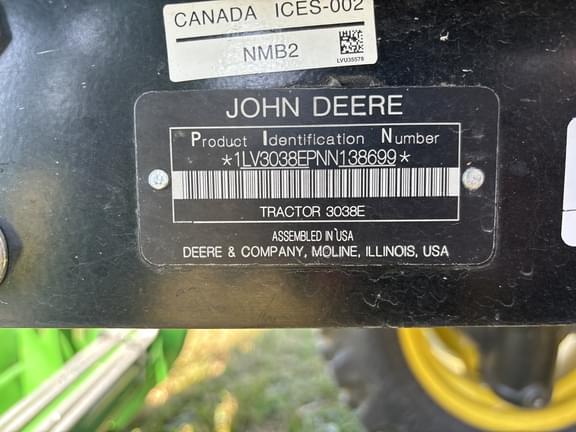 CANADA ICES-002
NMB2
LVU35578
JOHN DEERE
Product Identification Number
*1LV3038EPNN138699*
TRACTOR 3038E
ASSEMBLED IN USA
DEERE & COMPANY, MOLINE, ILLINOIS, USA